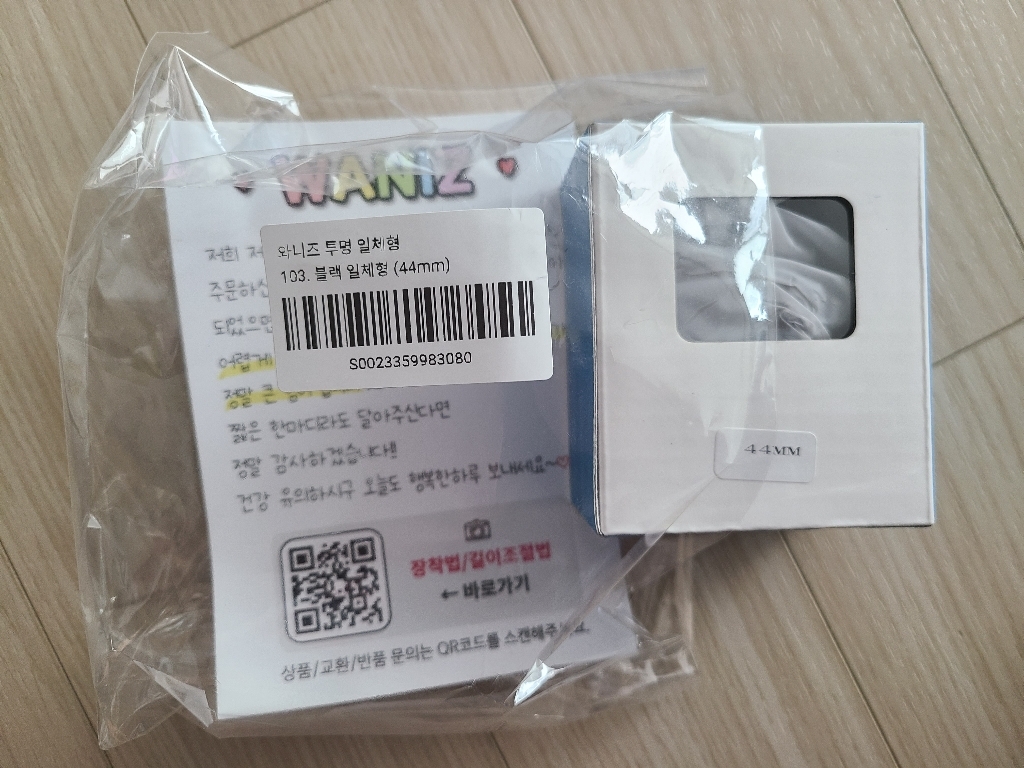 WANIZ
와니즈 투명 일체형
103. 블랙 일체형 (44mm)
S0023359983080
저희
주문하신
되었으면
어렵게
정말 큰
짧은 한마디라도 달아주신다면
정말 감사하겠습니다!!
건강 유의하시구 오늘도 행복한하루 보내세요~
장착법/길이조절법
← 바로가기
상품/교환/반품 문의는 QR코드를 스캔해주세요.
44MM